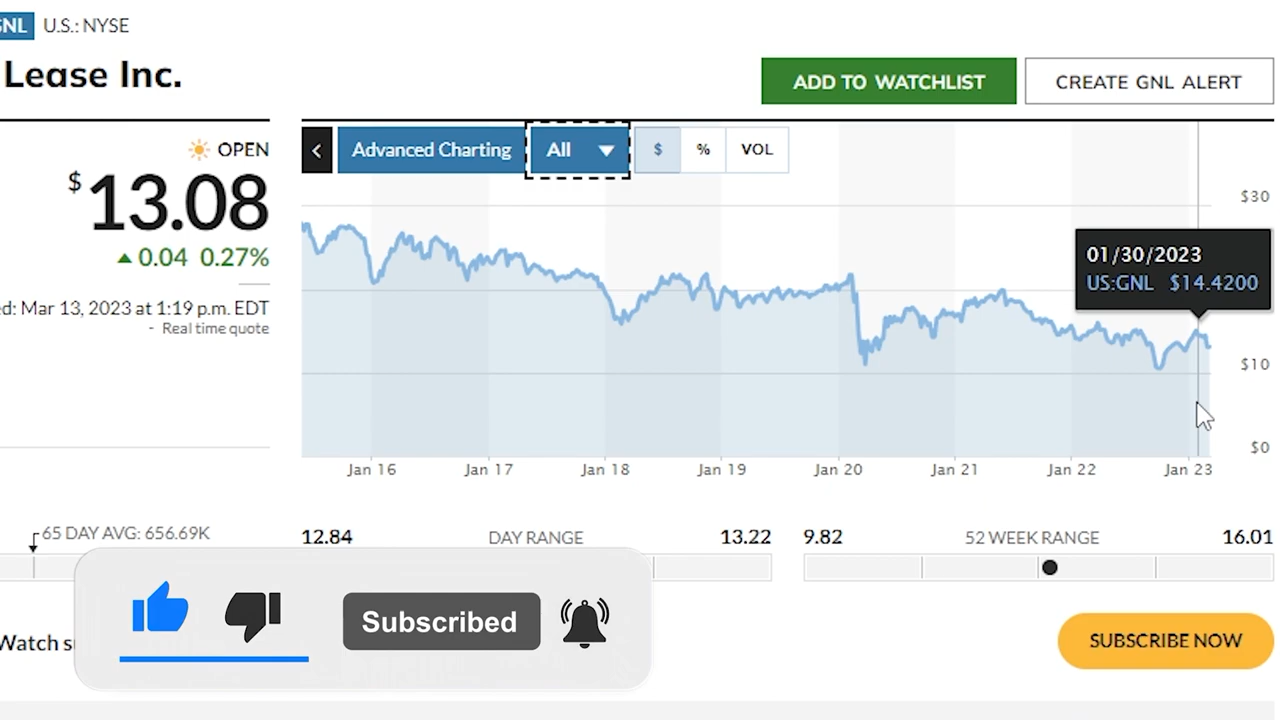 GNL U.S.: NYSE
Lease Inc.
ADD TO WATCHLIST CREATE GNL ALERT
OPEN
$13.08
0.04 0.27%
ed: Mar 13, 2023 at 1:19 p.m. EDT
- Real time quote
< Advanced Charting All $ % VOL
$30
01/30/2023
US:GNL $14.4200
$10
$0
Jan 16 Jan 17 Jan 18 Jan 19 Jan 20 Jan 21 Jan 22 Jan 23
65 DAY AVG: 656.69K
12.84 DAY RANGE 13.22
9.82 52 WEEK RANGE 16.01
Subscribed
Watch
SUBSCRIBE NOW